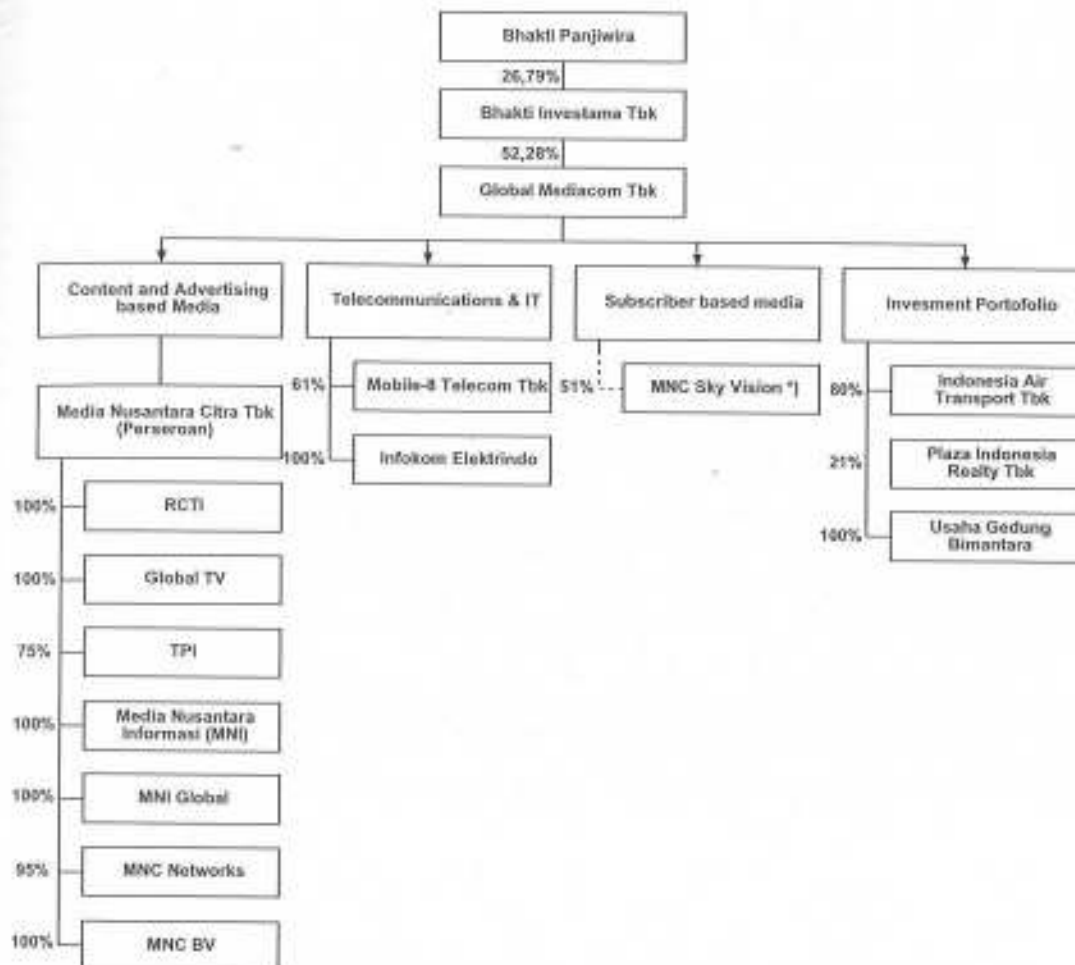 Bhakti Panjiwira
26,79%
Bhakti Investama Tbk
52,28%
Global Mediacom Tbk
Content and Advertising
based Media
Telecommunications & IT
Subscriber based media
Invesment Portofolio
Media Nusantara Citra Tbk
(Perseroan)
100%
RCTI
100%
Global TV
75%
TPI
100%
Media Nusantara
Informasi (MNI)
100%
MNI Global
95%
MNC Networks
100%
MNC BV
61%
Mobile-8 Telecom Tbk
100%
Infokom Elektrindo
51%
MNC Sky Vision *)
80%
Indonesia Air
Transport Tbk
21%
Plaza Indonesia
Realty Tbk
100%
Usaha Gedung
Bimantara